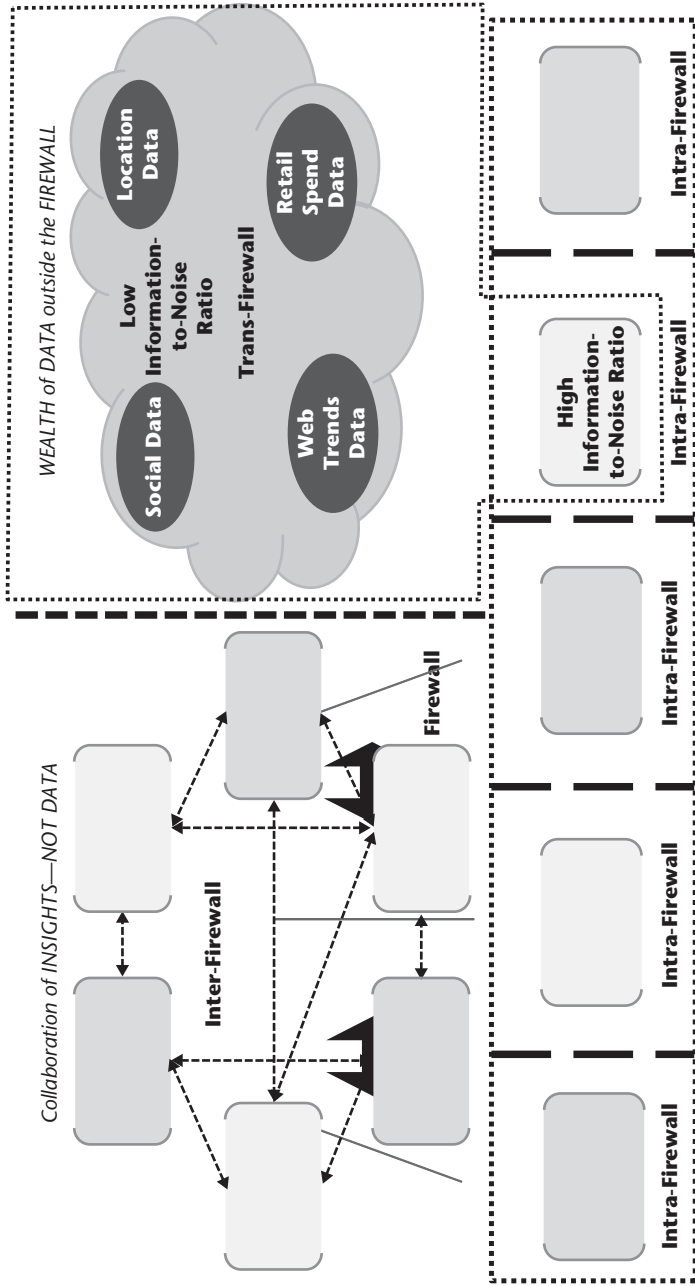 Collaboration of INSIGHTS—NOT DATA
WEALTH of DATA outside the FIREWALL
Inter-Firewall
Firewall
Social Data
Location
Data
Low
Information-
to-Noise
Ratio
Trans-Firewall
Web
Trends
Data
Retail
Spend
Data
Intra-Firewall
Intra-Firewall
Intra-Firewall
High
Information-
to-Noise Ratio
Intra-Firewall
Intra-Firewall